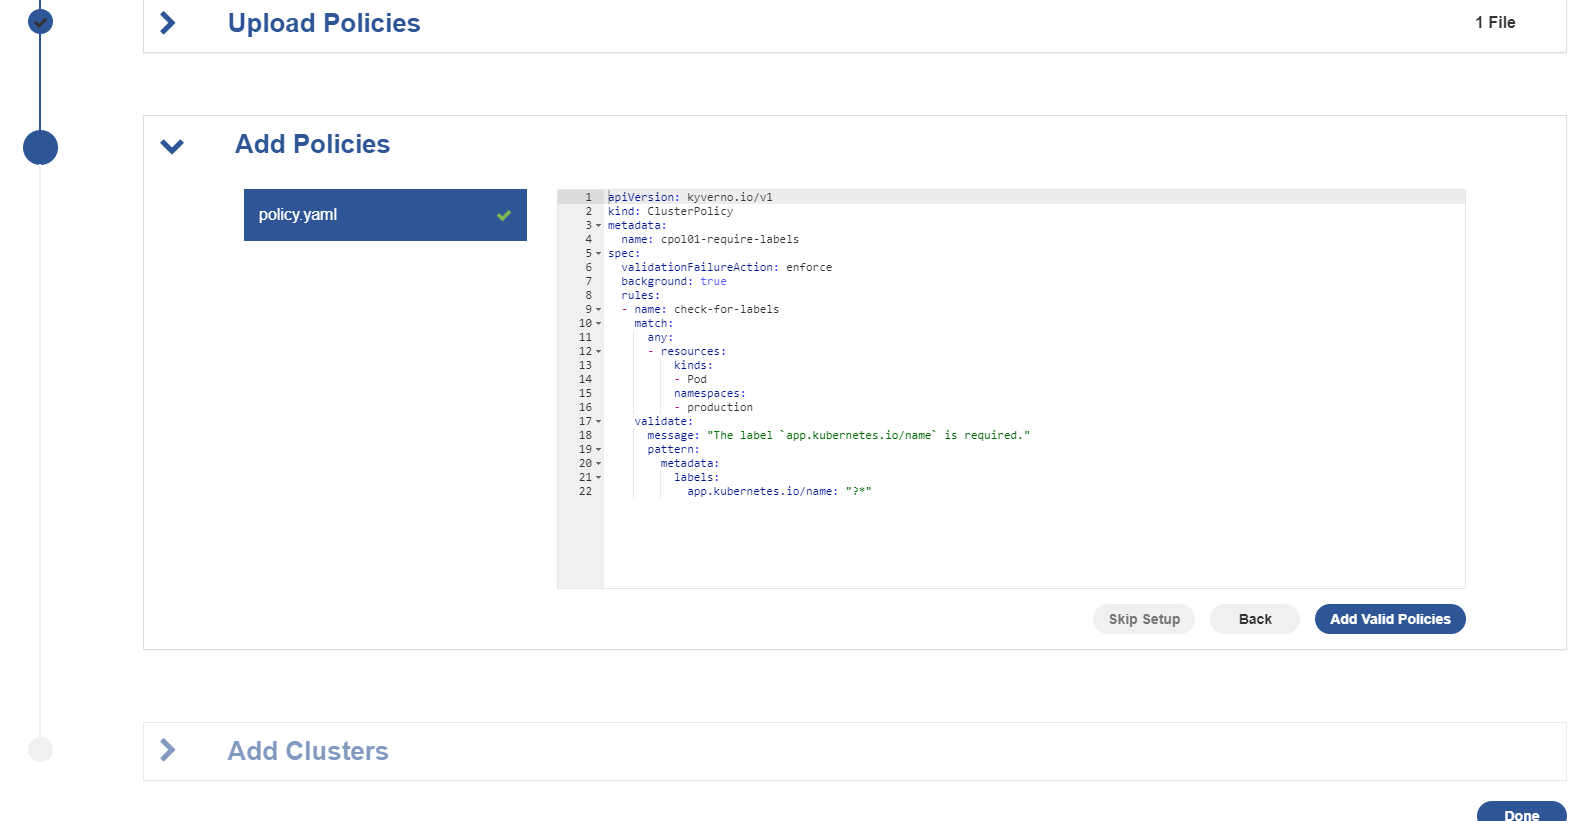 Upload Policies
1 File
Add Policies
policy.yaml
1 apiVersion: kyverno.io/v1
2 kind: ClusterPolicy
3 metadata:
4   name: cpol01-require-labels
5 spec:
6   validationFailureAction: enforce
7   background: true
8   rules:
9   - name: check-for-labels
10     match:
11       any:
12       - resources:
13           kinds:
14           - Pod
15           namespaces:
16           - production
17     validate:
18       message: "The label `app.kubernetes.io/name` is required."
19       pattern:
20         metadata:
21           labels:
22             app.kubernetes.io/name: "?*"
Skip Setup
Back
Add Valid Policies
Add Clusters
Done